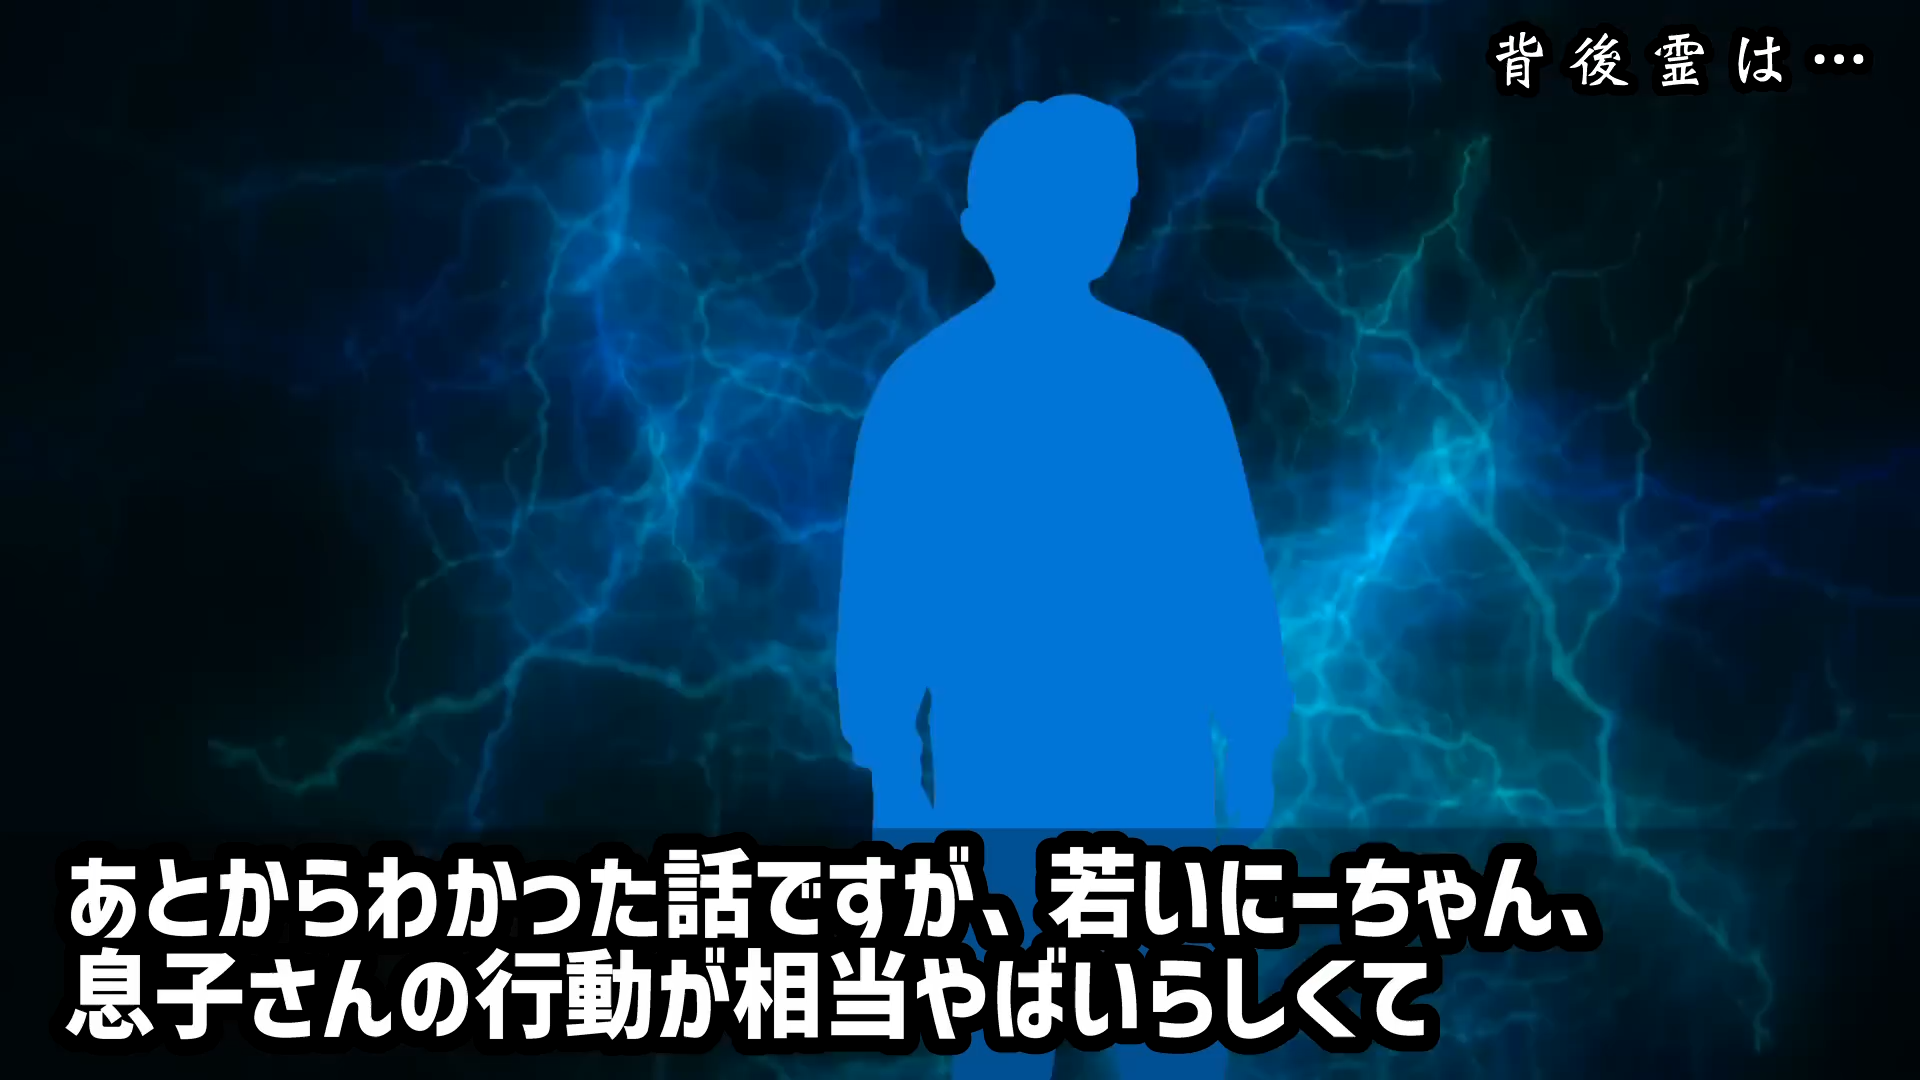 背後霊は…
あとからわかった話ですが、若いにーちゃん、
息子さんの行動が相当やばいらしくて